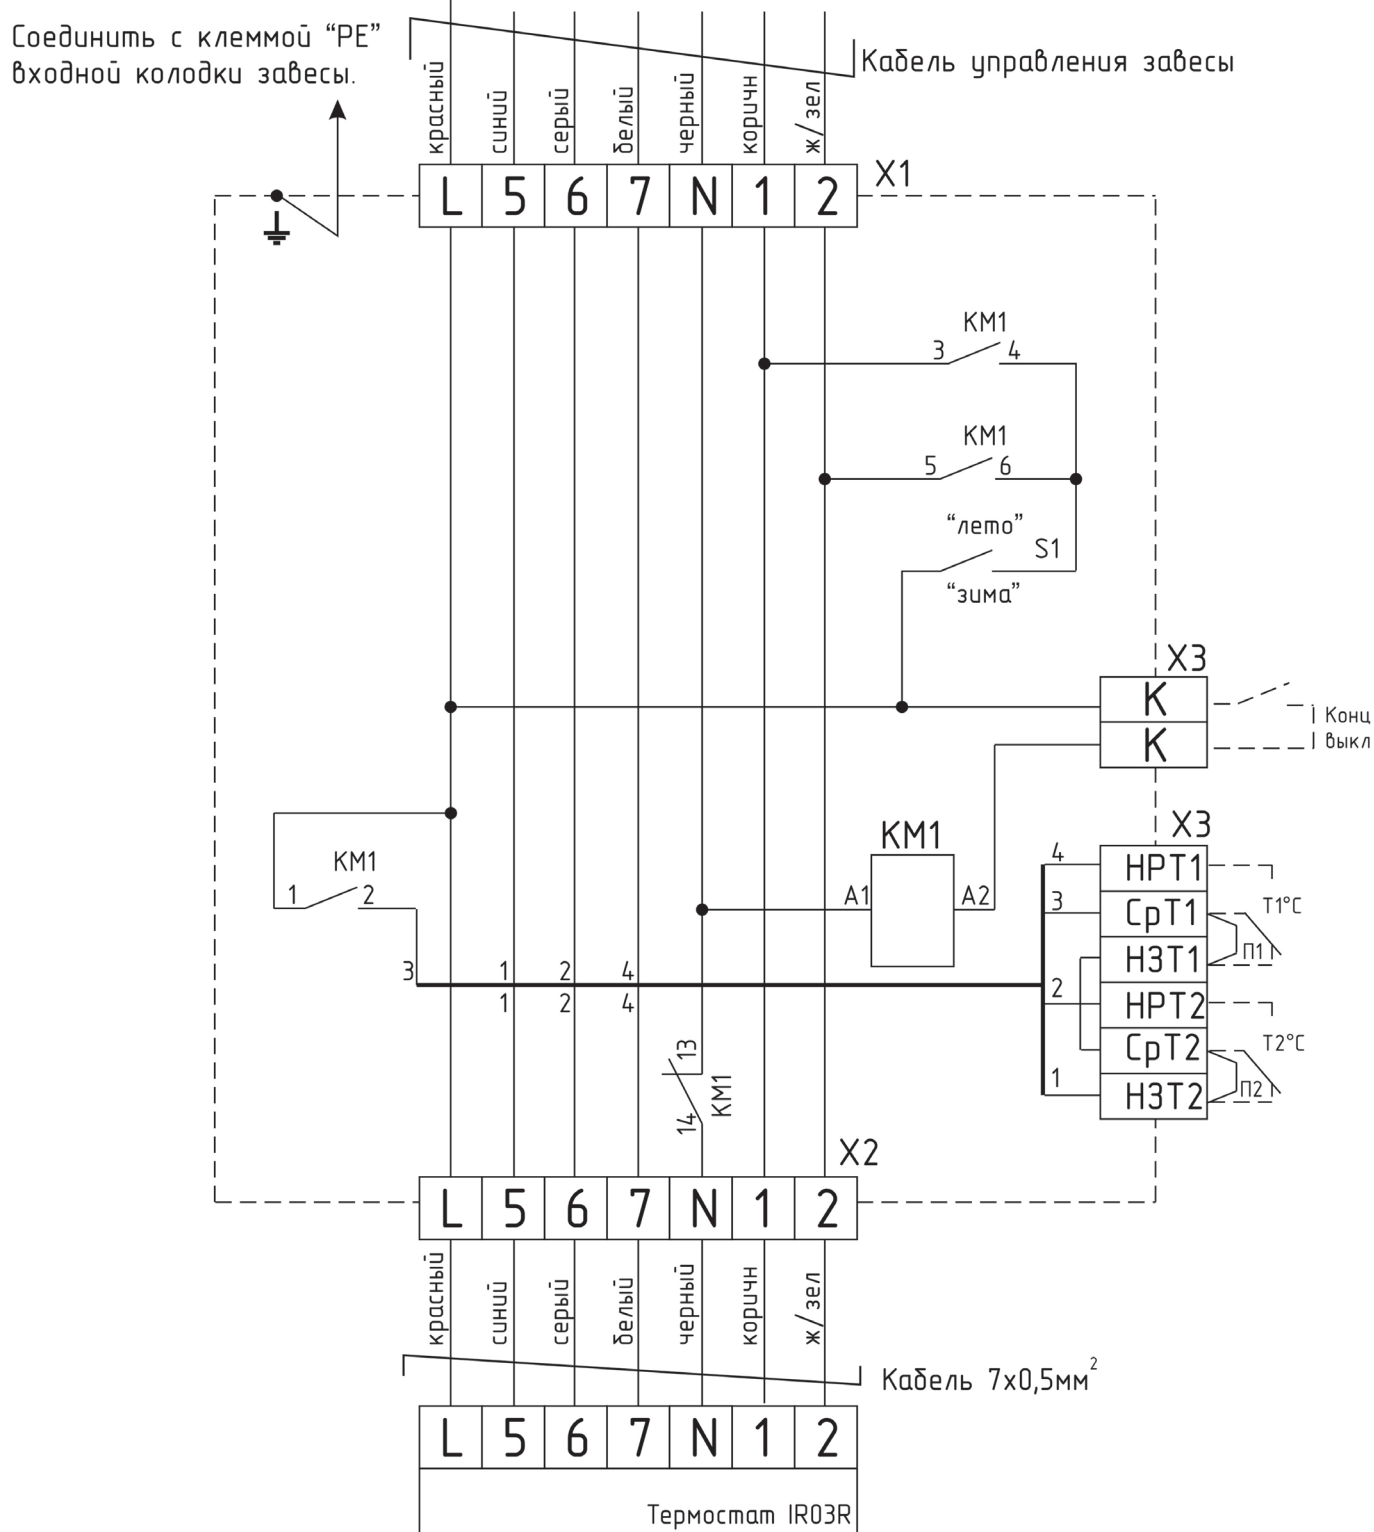 Соединить с клеммой “PE”
входной колодки завесы.
Кабель управления завесы
красный
синий
серый
белый
черный
коричн
ж/зел
X1
L 5 6 7 N 1 2
KM1
3 4
KM1
5 6
“лето”
S1
“зима”
X3
K
K
Конц
выкл
KM1
1 2
KM1
A1 A2
X3
4 НРТ1
3 СрТ1
НЗТ1
2 НРТ2
СрТ2
1 НЗТ2
T1°C
П1
T2°C
П2
3 1 2 4
1 2 4
13
14
KM1
X2
L 5 6 7 N 1 2
красный
синий
серый
белый
черный
коричн
ж/зел
Кабель 7x0,5мм²
L 5 6 7 N 1 2
Термостат IR03R